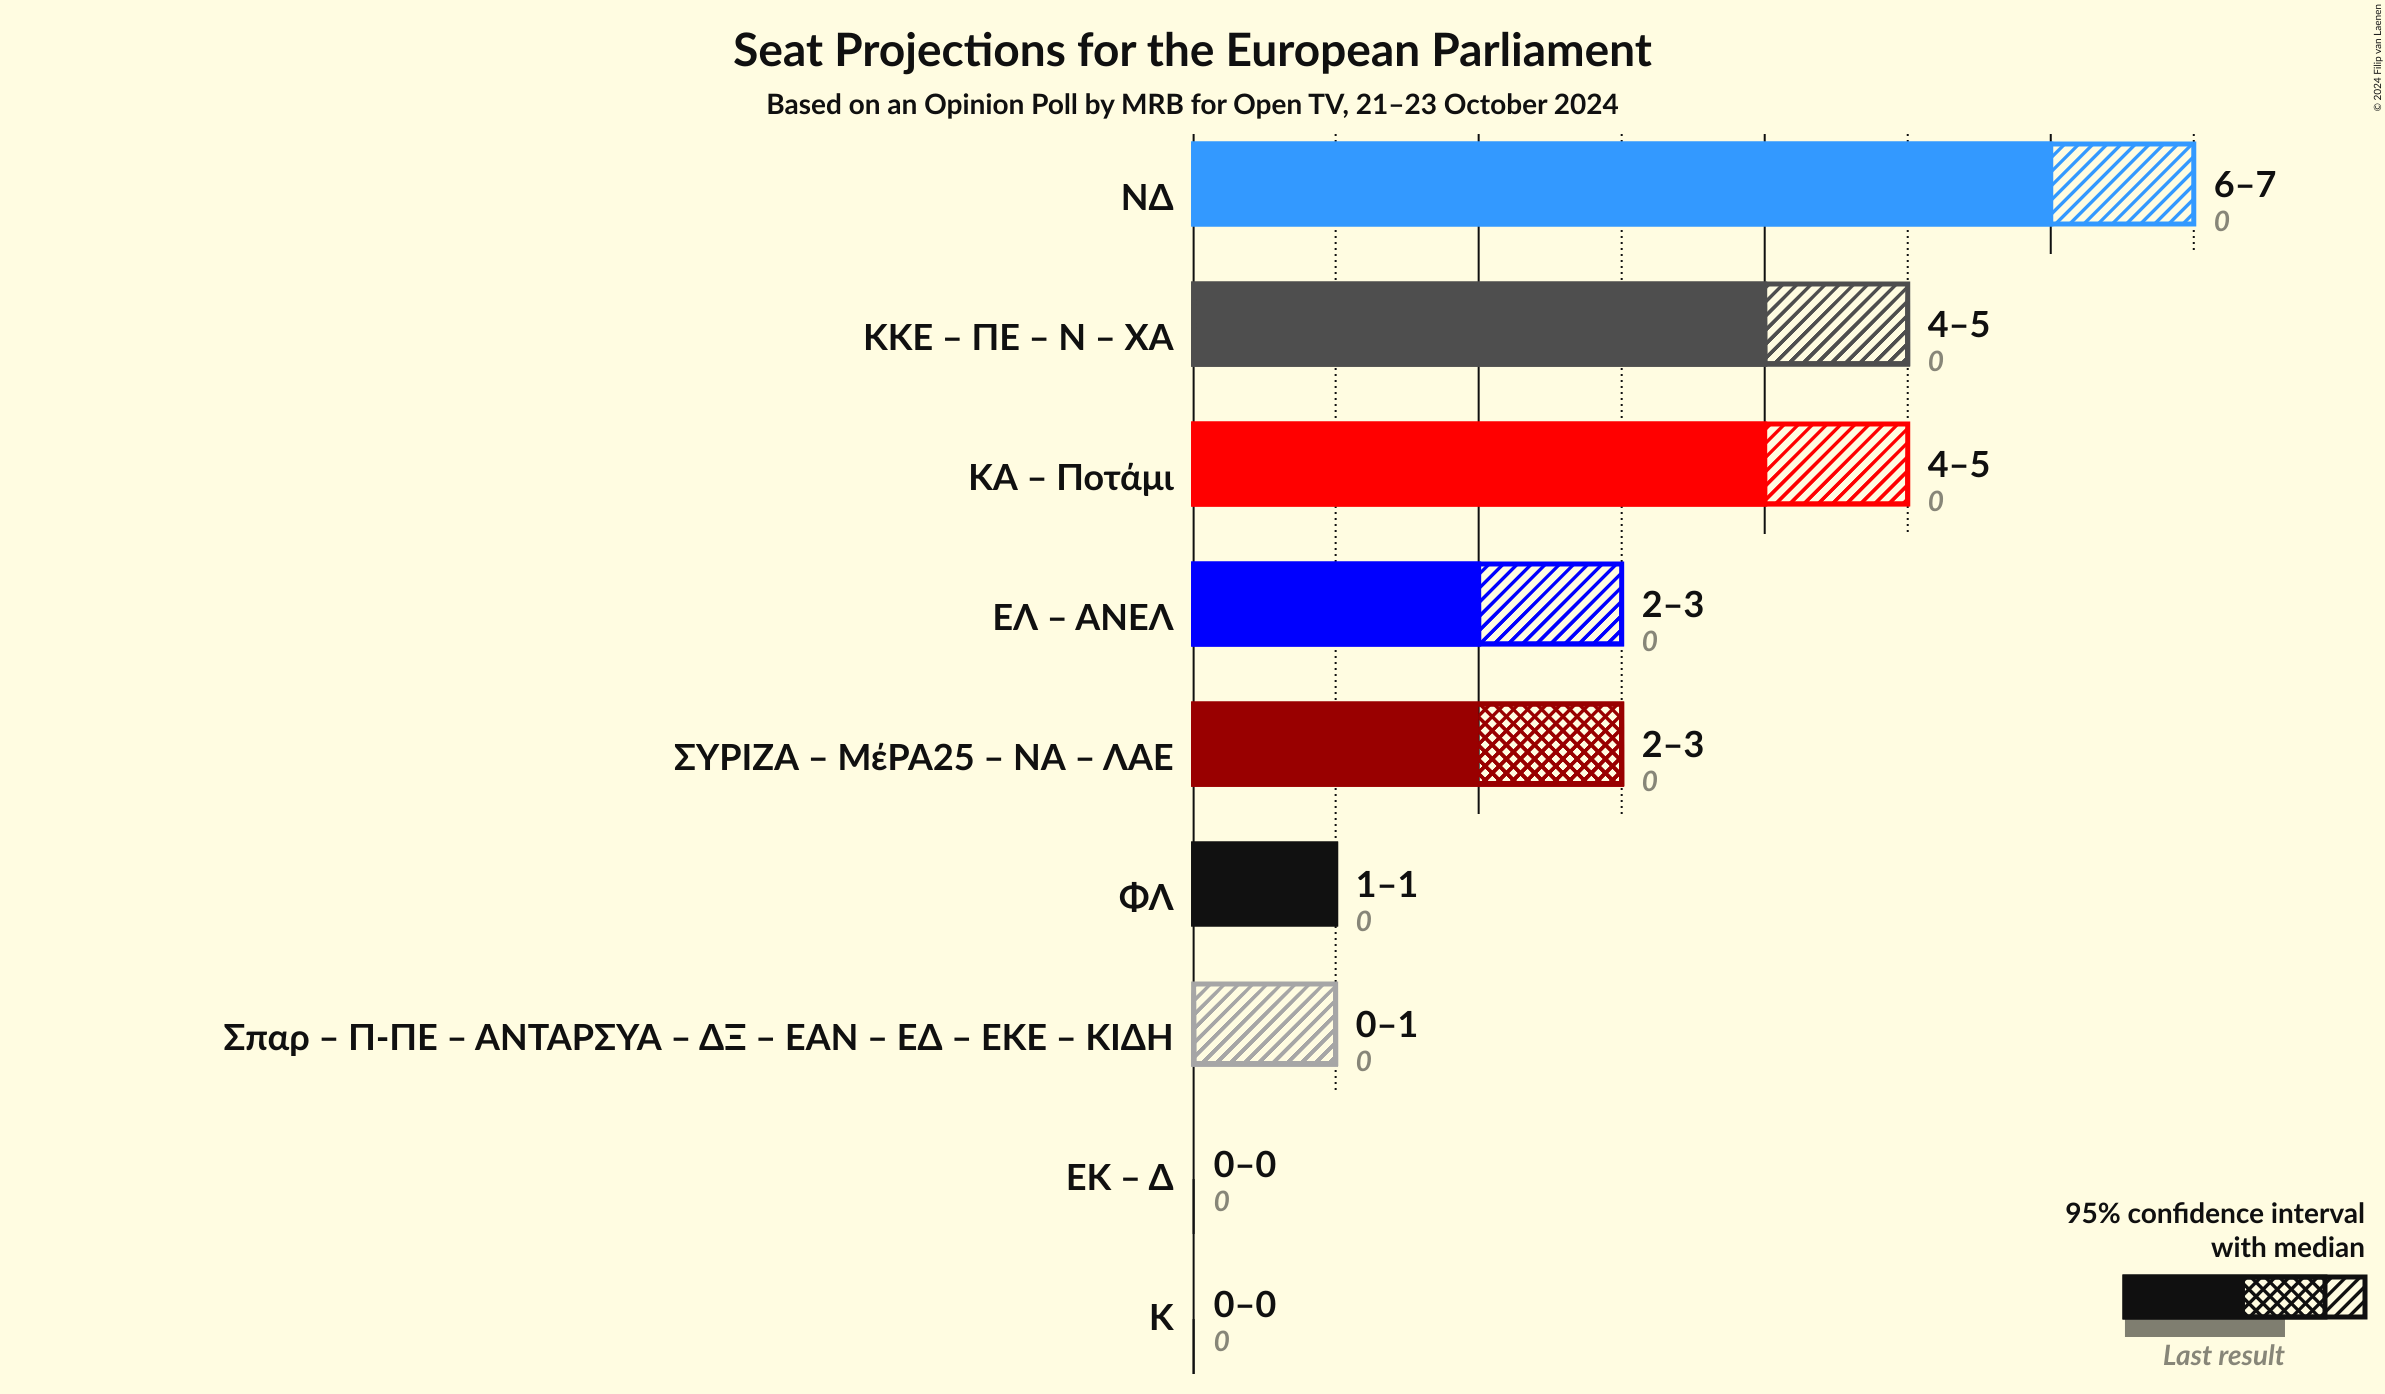 Seat Projections for the European Parliament
Based on an Opinion Poll by MRB for Open TV, 21–23 October 2024
© 2024 Filip van Laenen
ΝΔ
6–7
0
ΚΚΕ – ΠΕ – Ν – ΧΑ
4–5
0
ΚΑ – Ποτάμι
4–5
0
ΕΛ – ΑΝΕΛ
2–3
0
ΣΥΡΙΖΑ – ΜέΡΑ25 – ΝΑ – ΛΑΕ
2–3
0
ΦΛ
1–1
0
Σπαρ – Π-ΠΕ – ΑΝΤΑΡΣΥΑ – ΔΞ – ΕΑΝ – ΕΔ – ΕΚΕ – ΚΙΔΗ
0–1
0
ΕΚ – Δ
0–0
0
Κ
0–0
0
95% confidence interval
with median
Last result